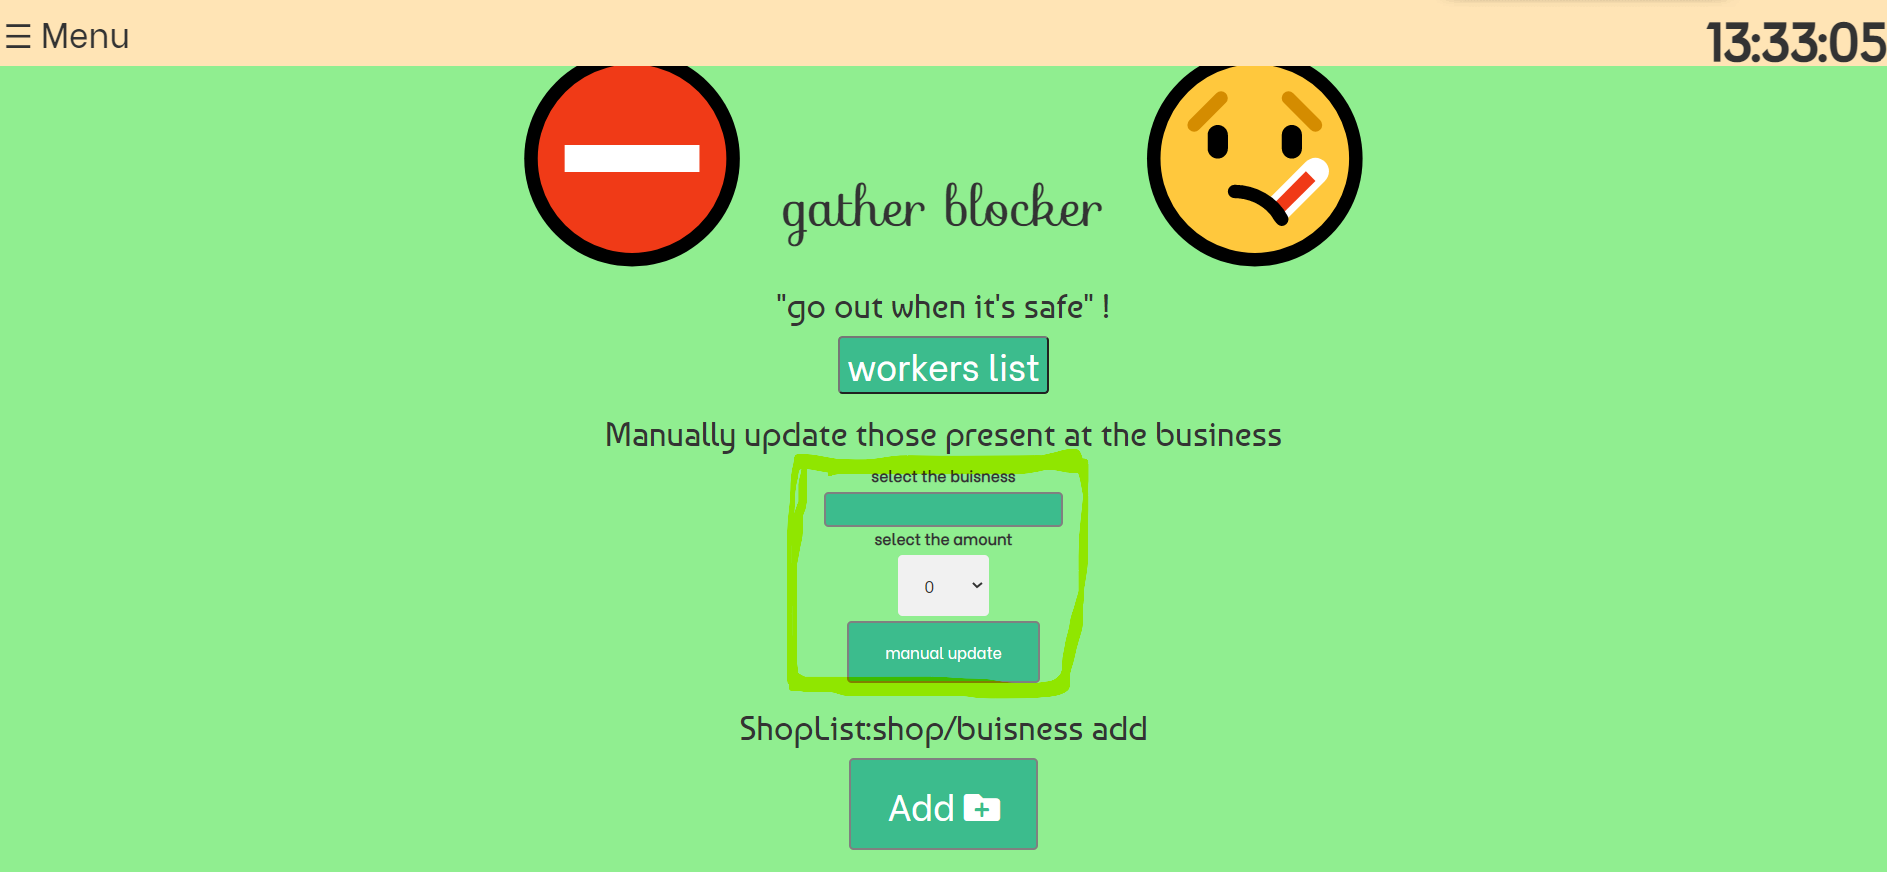 ☰ Menu
13:33:05
gather blocker
"go out when it's safe" !
workers list
Manually update those present at the business
select the buisness
select the amount
0
manual update
ShopList:shop/buisness add
Add